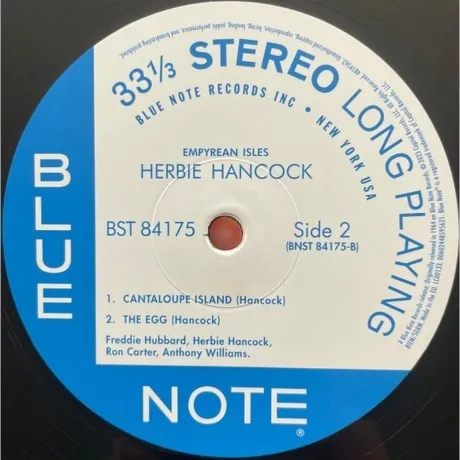 33⅓ STEREO LONG PLAYING
BLUE NOTE RECORDS INC • NEW YORK USA
EMPYREAN ISLES
HERBIE HANCOCK
BST 84175
Side 2
(BNST 84175-B)
1. CANTALOUPE ISLAND (Hancock)
2. THE EGG (Hancock)
Freddie Hubbard, Herbie Hancock,
Ron Carter, Anthony Williams.
BLUE
NOTE
®